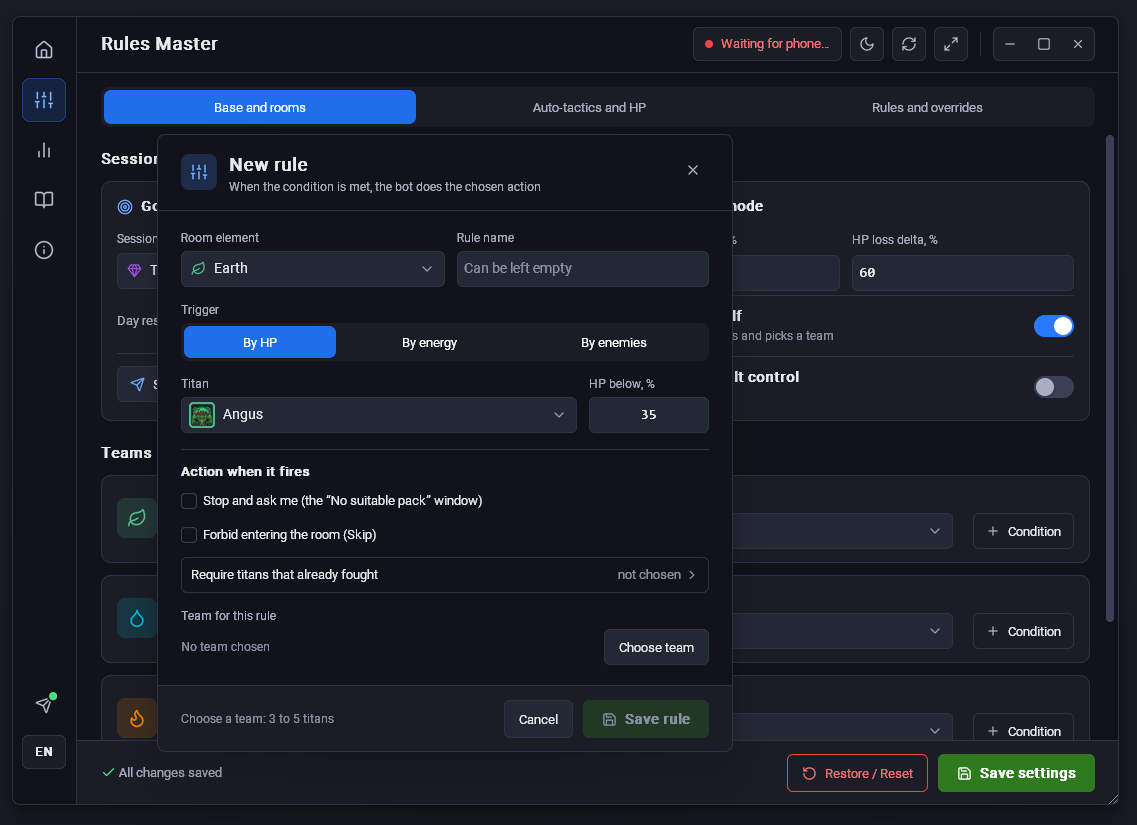 Rules Master
Waiting for phone...
Base and rooms
Auto-tactics and HP
Rules and overrides
New rule
When the condition is met, the bot does the chosen action
Room element
Rule name
Earth
Can be left empty
Trigger
By HP
By energy
By enemies
Titan
HP below, %
Angus
35
Action when it fires
Stop and ask me (the “No suitable pack” window)
Forbid entering the room (Skip)
Require titans that already fought
not chosen
Team for this rule
No team chosen
Choose team
Choose a team: 3 to 5 titans
Cancel
Save rule
HP loss delta, %
60
s and picks a team
lt control
Teams
Condition
Condition
Condition
EN
All changes saved
Restore / Reset
Save settings